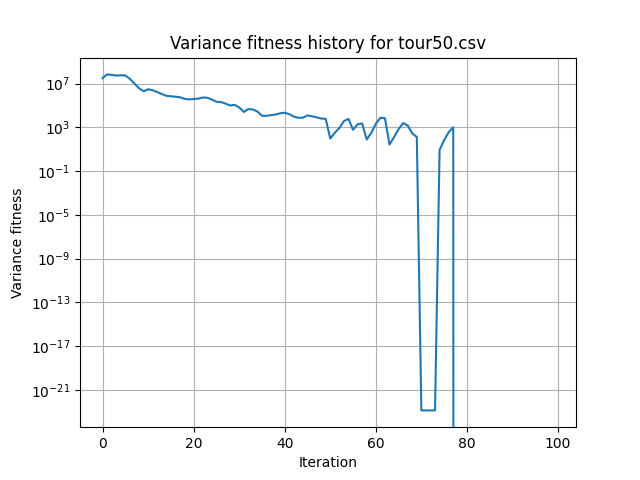 Variance fitness history for tour50.csv
Variance fitness
10^7
10^3
10^−1
10^−5
10^−9
10^−13
10^−17
10^−21
0 20 40 60 80 100
Iteration